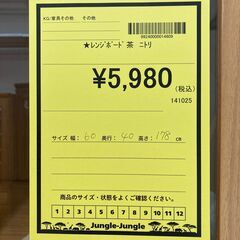 KG/家具その他 その他
★レンジボード 茶 ニトリ
¥5,980
(税込)
141025
サイズ 幅: 60 奥行: 40 高さ: 178 cm
商品のサイズ・状態をよくご確認下さい。
1 2 3 4 5 6 7 8 9 10 11 12
Jungle-Jungle